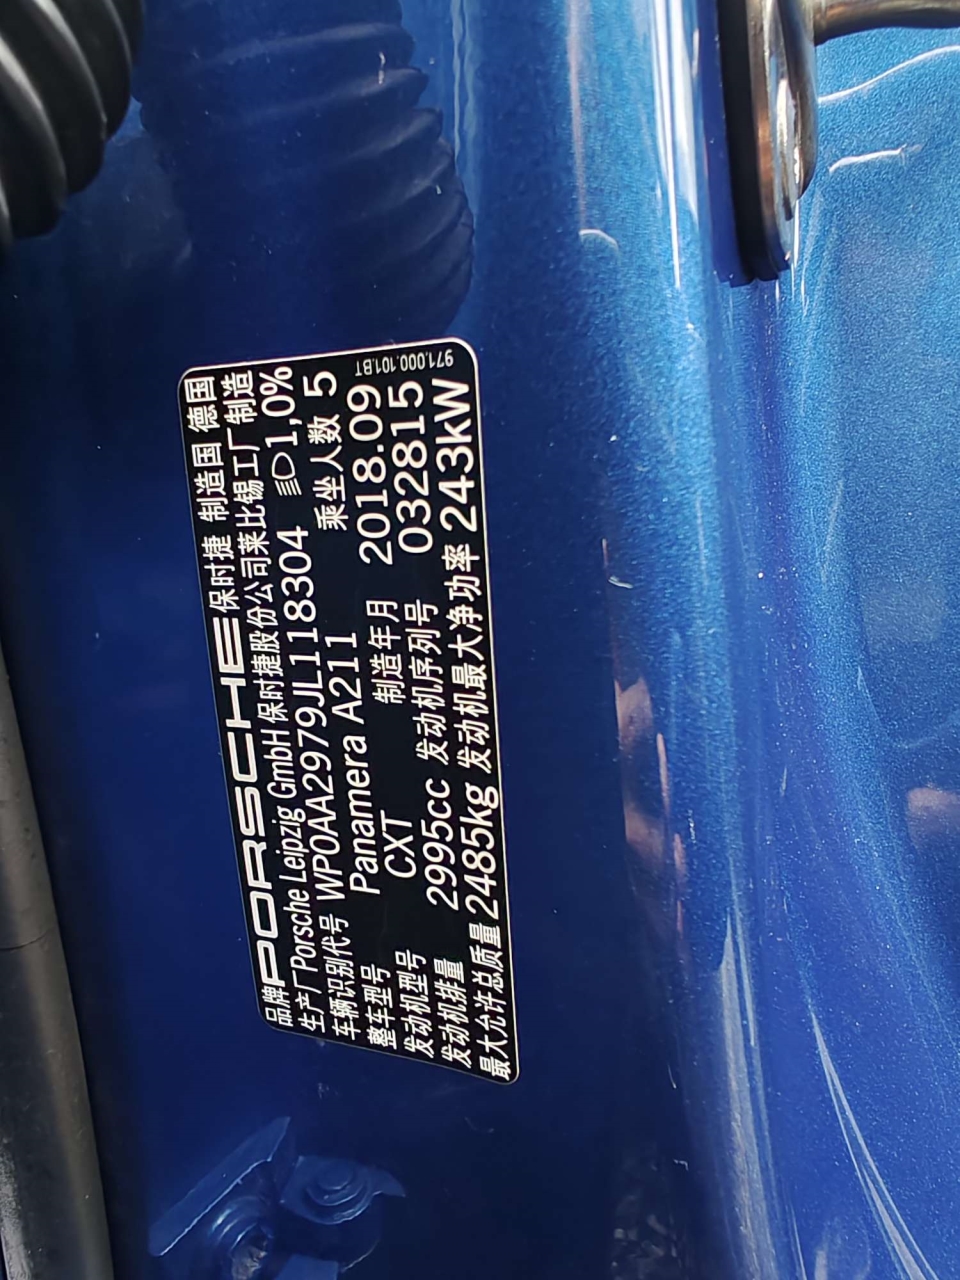 品牌 PORSCHE 保时捷 制造国 德国
生产厂 Porsche Leipzig GmbH 保时捷股份公司莱比锡工厂 制造
车辆识别代号 WP0AA2979JL118304 1,0%
整车型号 Panamera A211 乘坐人数 5
发动机型号 CXT 制造年月 2018.09
发动机排量 2995cc 发动机序列号 032815
最大允许总质量 2485kg 发动机最大净功率 243kW
971.000.101.BT